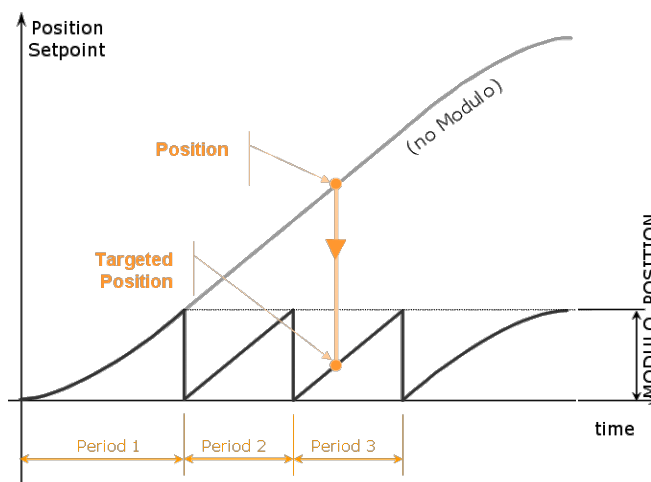 Position
Setpoint
(no Modulo)
Position
Targeted
Position
MODULO POSITION
time
Period 1
Period 2
Period 3